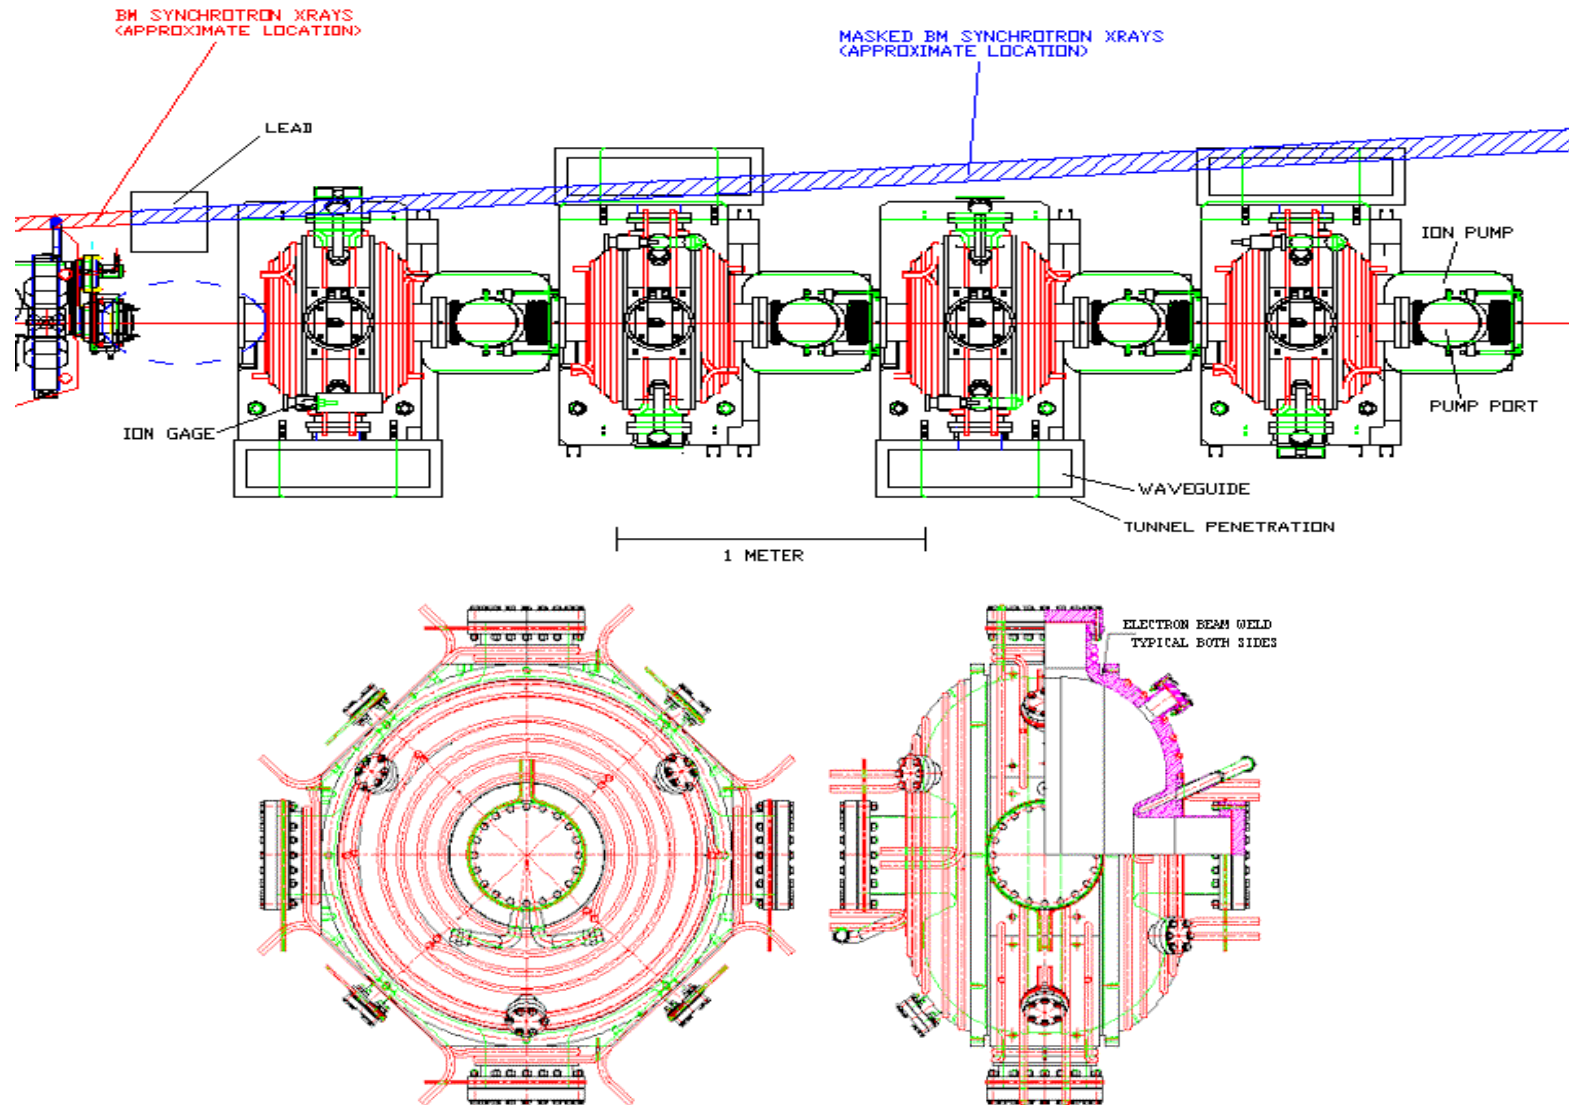 BM SYNCHROTRON XRAYS
(APPROXIMATE LOCATION)
MASKED BM SYNCHROTRON XRAYS
(APPROXIMATE LOCATION)
LEAD
ION PUMP
PUMP PORT
ION GAGE
WAVEGUIDE
TUNNEL PENETRATION
1 METER
ELECTRON BEAM WELD
TYPICAL BOTH SIDES